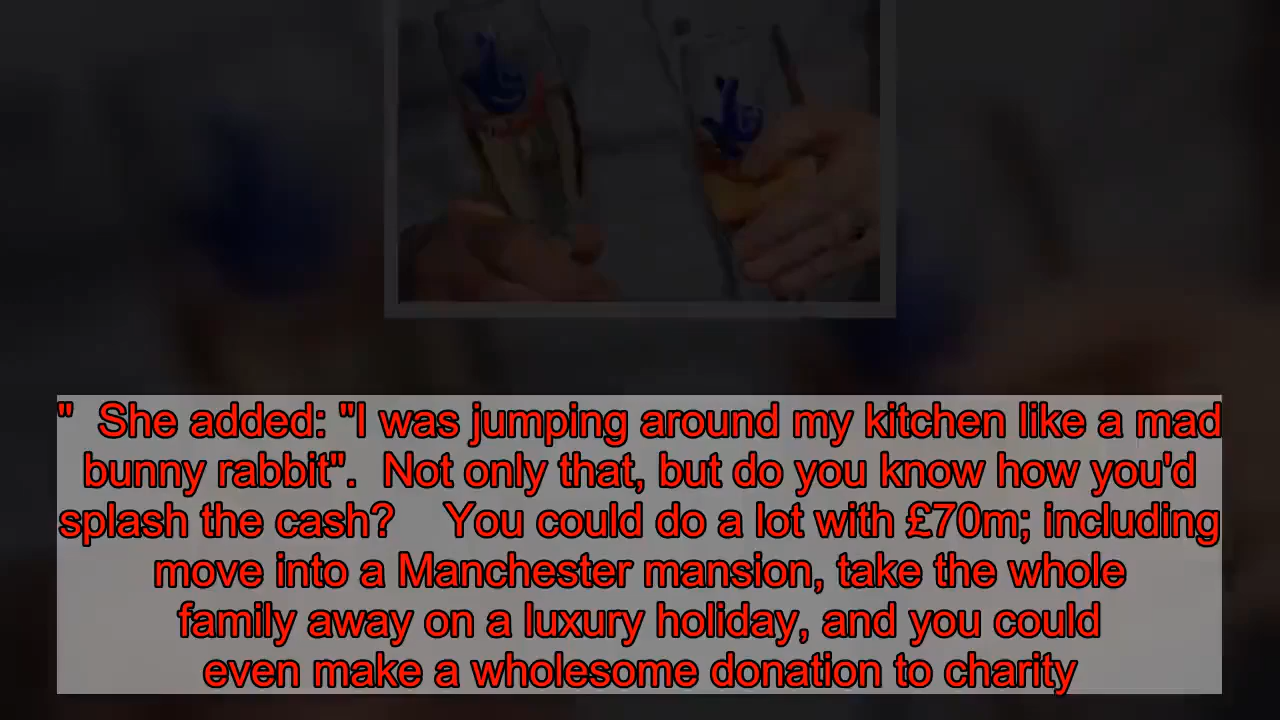 " She added: "I was jumping around my kitchen like a mad
bunny rabbit". Not only that, but do you know how you'd
splash the cash? You could do a lot with £70m; including
move into a Manchester mansion, take the whole
family away on a luxury holiday, and you could
even make a wholesome donation to charity